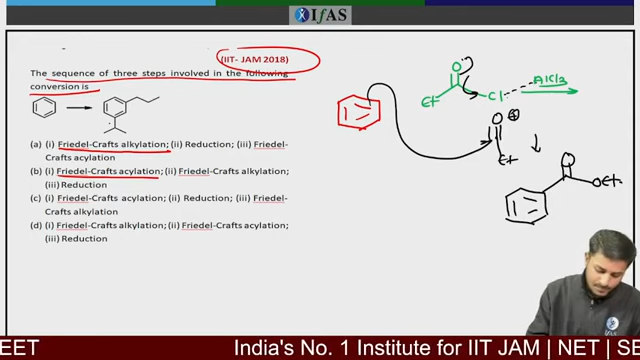 IFAS
(IIT- JAM 2018)
The sequence of three steps involved in the following
conversion is
(a) (i) Friedel-Crafts alkylation; (ii) Reduction; (iii) Friedel-
Crafts acylation
(b) (i) Friedel-Crafts acylation; (ii) Friedel-Crafts alkylation;
(iii) Reduction
(c) (i) Friedel-Crafts acylation; (ii) Reduction; (iii) Friedel-
Crafts alkylation
(d) (i) Friedel-Crafts alkylation; (ii) Friedel-Crafts acylation;
(iii) Reduction
O
Et
Cl
AlCl3
O
⊕
Et
O
OEt
IFAS
EET
India's No. 1 Institute for IIT JAM | NET | SE